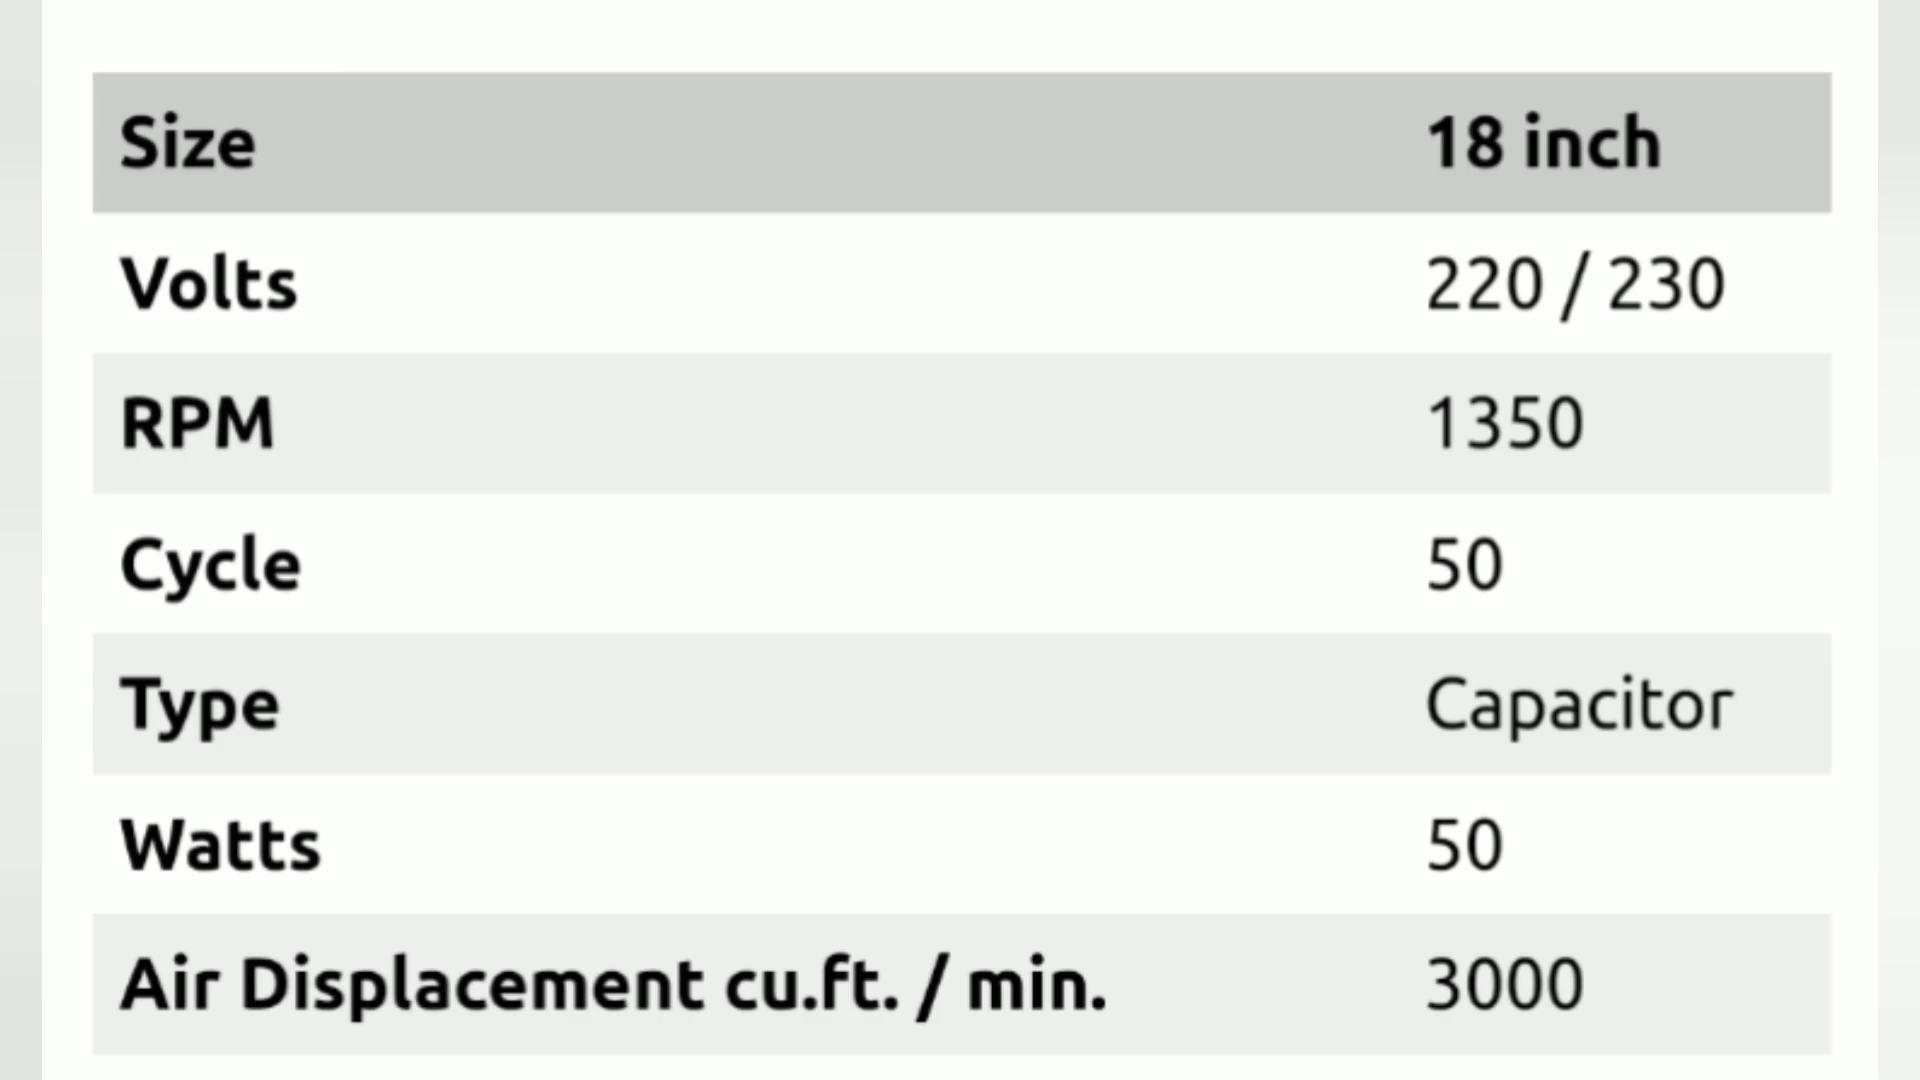 Size 18 inch
Volts 220 / 230
RPM 1350
Cycle 50
Type Capacitor
Watts 50
Air Displacement cu.ft. / min. 3000